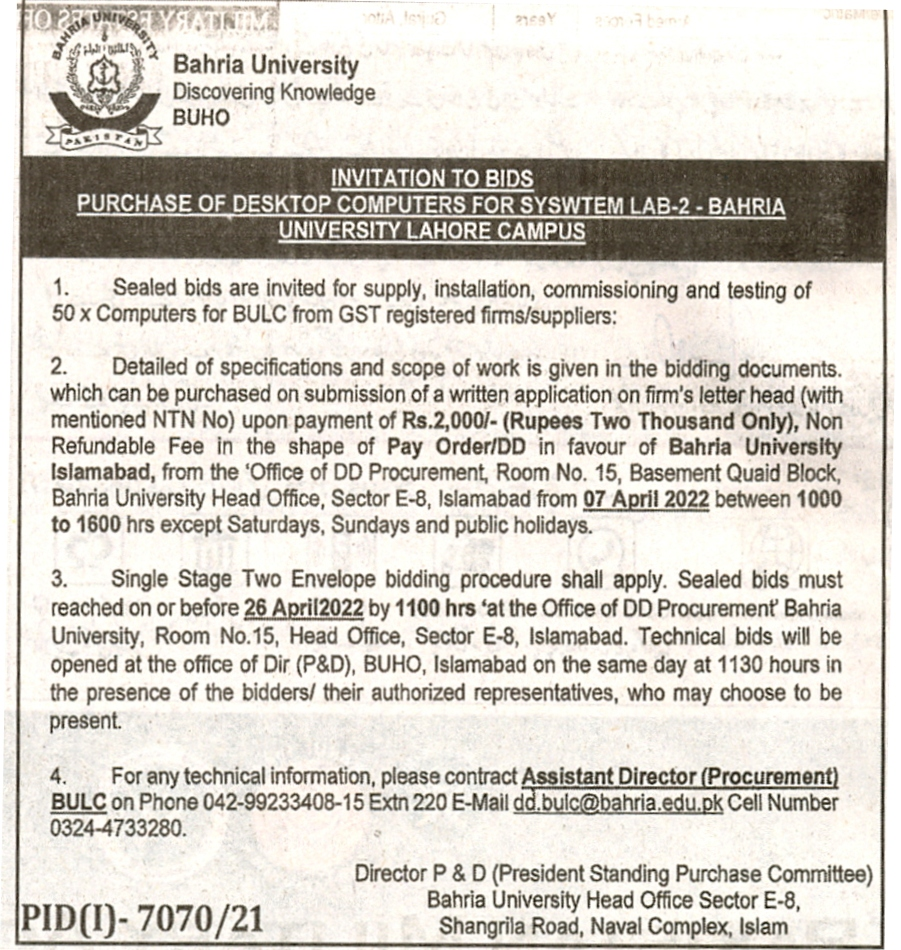 BAHRIA UNIVERSITY
PAKISTAN
Bahria University
Discovering Knowledge
BUHO
INVITATION TO BIDS
PURCHASE OF DESKTOP COMPUTERS FOR SYSWTEM LAB-2 - BAHRIA
UNIVERSITY LAHORE CAMPUS
1. Sealed bids are invited for supply, installation, commissioning and testing of
50 x Computers for BULC from GST registered firms/suppliers:
2. Detailed of specifications and scope of work is given in the bidding documents.
which can be purchased on submission of a written application on firm's letter head (with
mentioned NTN No) upon payment of Rs.2,000/- (Rupees Two Thousand Only), Non
Refundable Fee in the shape of Pay Order/DD in favour of Bahria University
Islamabad, from the 'Office of DD Procurement, Room No. 15, Basement Quaid Block,
Bahria University Head Office, Sector E-8, Islamabad from 07 April 2022 between 1000
to 1600 hrs except Saturdays, Sundays and public holidays.
3. Single Stage Two Envelope bidding procedure shall apply. Sealed bids must
reached on or before 26 April2022 by 1100 hrs 'at the Office of DD Procurement' Bahria
University, Room No.15, Head Office, Sector E-8, Islamabad. Technical bids will be
opened at the office of Dir (P&D), BUHO, Islamabad on the same day at 1130 hours in
the presence of the bidders/ their authorized representatives, who may choose to be
present.
4. For any technical information, please contract Assistant Director (Procurement)
BULC on Phone 042-99233408-15 Extn 220 E-Mail dd.bulc@bahria.edu.pk Cell Number
0324-4733280.
Director P & D (President Standing Purchase Committee)
Bahria University Head Office Sector E-8,
Shangrila Road, Naval Complex, Islam
PID(I)- 7070/21